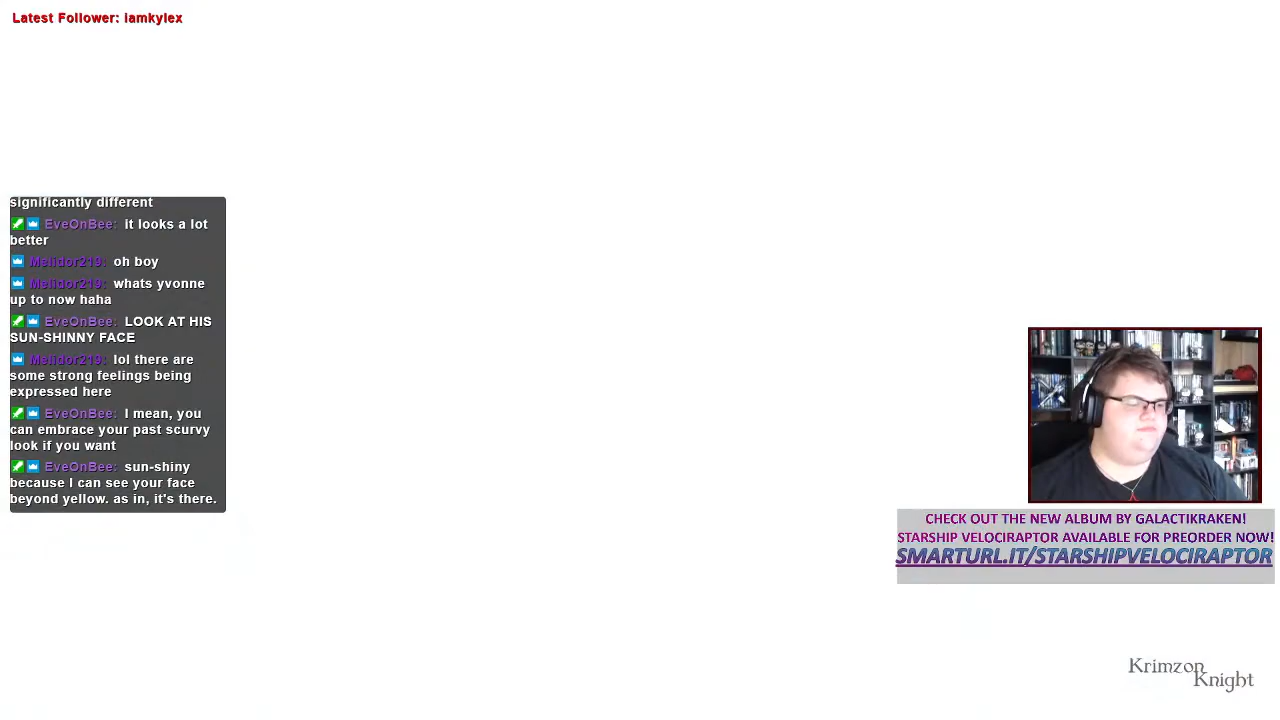 Latest Follower: iamkylex
significantly different
EveOnBee: it looks a lot
better
Melidor219: oh boy
Melidor219: whats yvonne
up to now haha
EveOnBee: LOOK AT HIS
SUN-SHINNY FACE
Melidor219: lol there are
some strong feelings being
expressed here
EveOnBee: I mean, you
can embrace your past scurvy
look if you want
EveOnBee: sun-shiny
because I can see your face
beyond yellow. as in, it's there.
CHECK OUT THE NEW ALBUM BY GALACTIKRAKEN!
STARSHIP VELOCIRAPTOR AVAILABLE FOR PREORDER NOW!
SMARTURL.IT/STARSHIPVELOCIRAPTOR
Krimzon
Knight